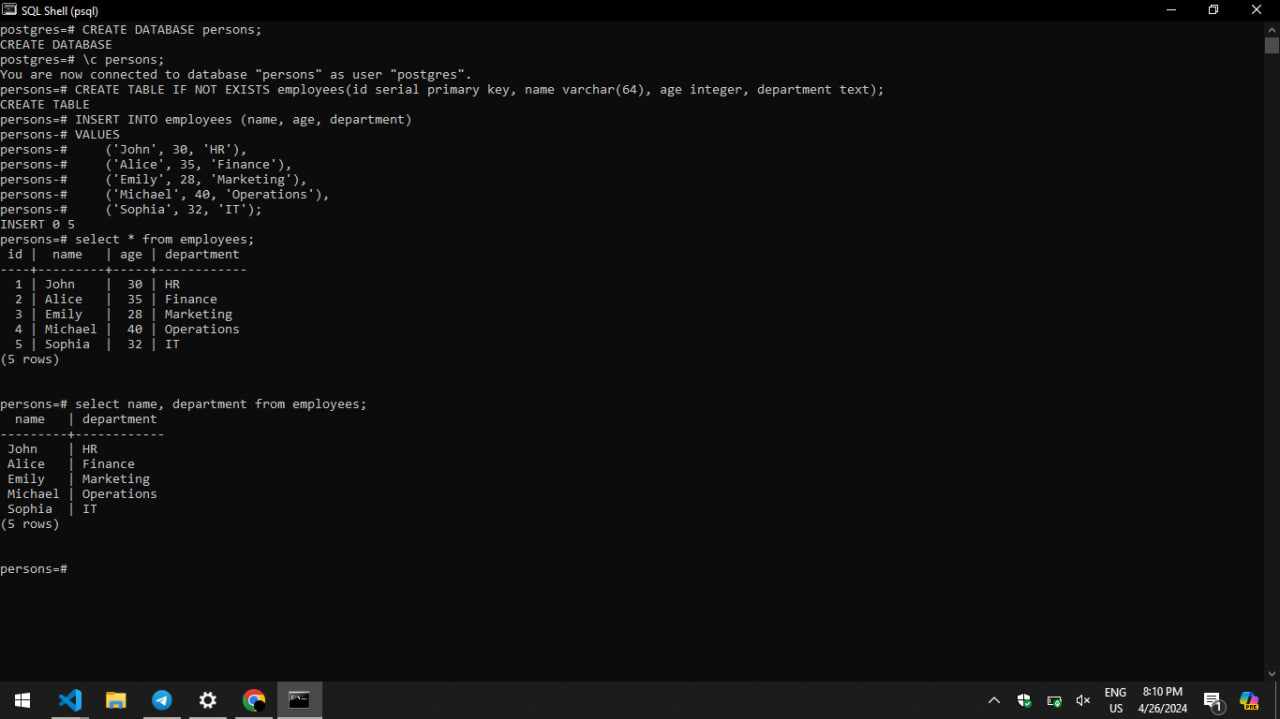 SQL Shell (psql)
postgres=# CREATE DATABASE persons;
CREATE DATABASE
postgres=# \c persons;
You are now connected to database "persons" as user "postgres".
persons=# CREATE TABLE IF NOT EXISTS employees(id serial primary key, name varchar(64), age integer, department text);
CREATE TABLE
persons=# INSERT INTO employees (name, age, department)
persons-# VALUES
persons-#     ('John', 30, 'HR'),
persons-#     ('Alice', 35, 'Finance'),
persons-#     ('Emily', 28, 'Marketing'),
persons-#     ('Michael', 40, 'Operations'),
persons-#     ('Sophia', 32, 'IT');
INSERT 0 5
persons=# select * from employees;
 id |  name   | age | department
----+---------+-----+------------
  1 | John    |  30 | HR
  2 | Alice   |  35 | Finance
  3 | Emily   |  28 | Marketing
  4 | Michael |  40 | Operations
  5 | Sophia  |  32 | IT
(5 rows)
persons=# select name, department from employees;
  name   | department
---------+------------
 John    | HR
 Alice   | Finance
 Emily   | Marketing
 Michael | Operations
 Sophia  | IT
(5 rows)
persons=#
ENG
US
8:10 PM
4/26/2024
1
PRE